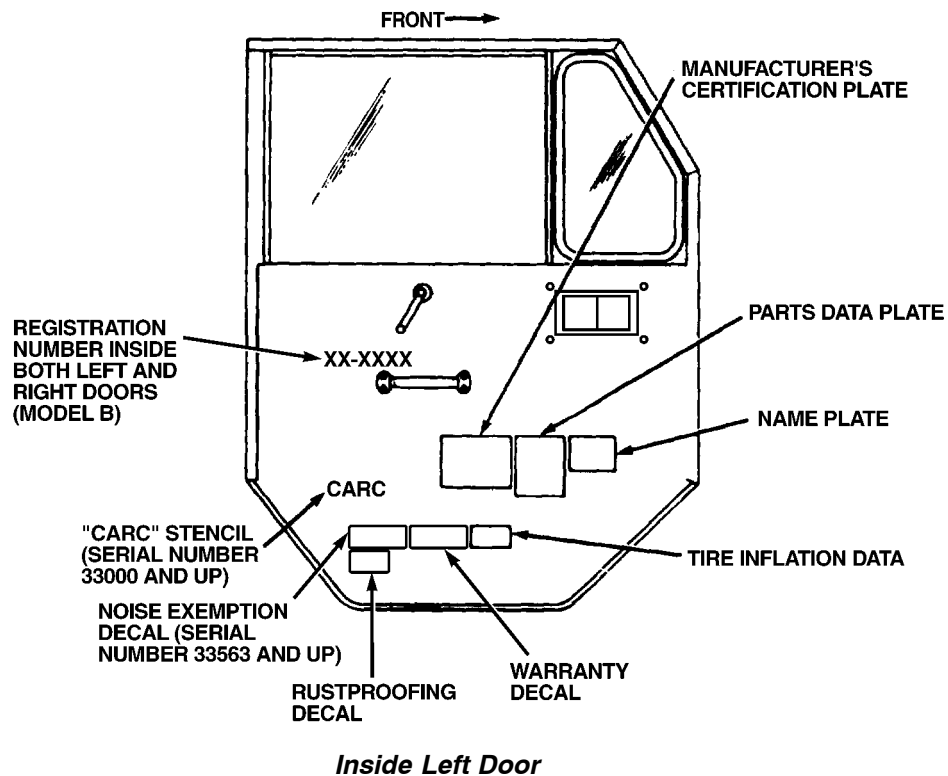 FRONT
MANUFACTURER'S
CERTIFICATION PLATE
PARTS DATA PLATE
REGISTRATION
NUMBER INSIDE
BOTH LEFT AND
RIGHT DOORS
(MODEL B)
XX-XXXX
NAME PLATE
CARC
"CARC" STENCIL
(SERIAL NUMBER
33000 AND UP)
TIRE INFLATION DATA
NOISE EXEMPTION
DECAL (SERIAL
NUMBER 33563 AND UP)
WARRANTY
DECAL
RUSTPROOFING
DECAL
Inside Left Door